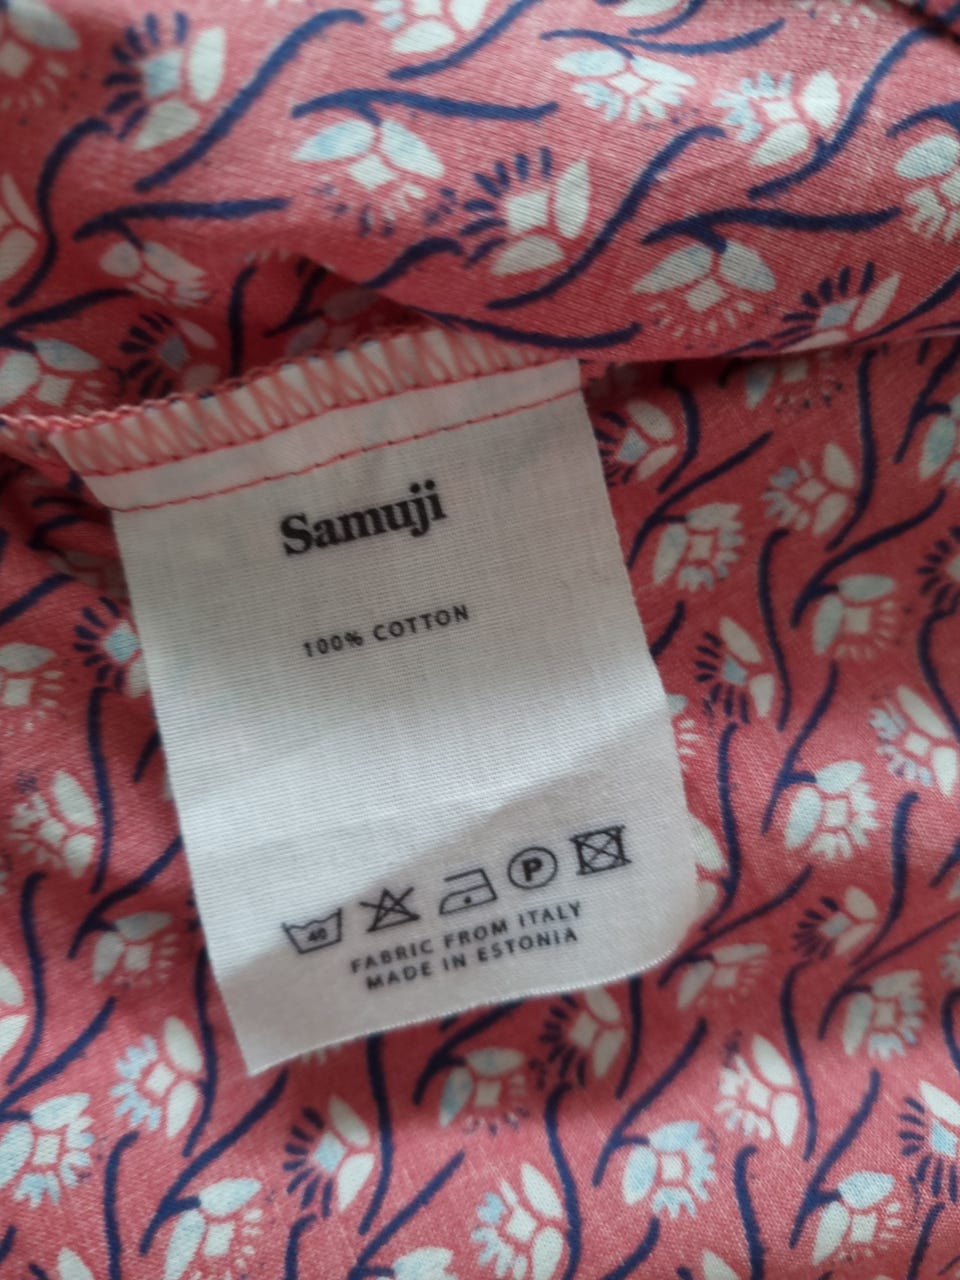 Samuji
100% COTTON
40 P
FABRIC FROM ITALY
MADE IN ESTONIA